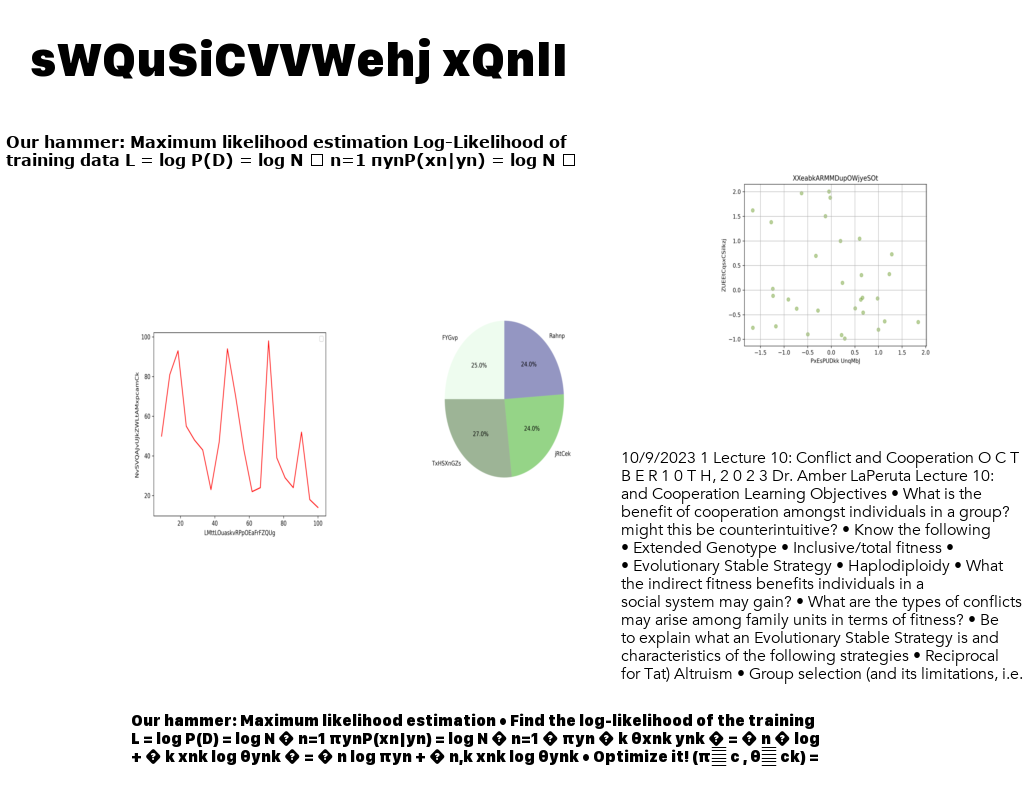 sWQuSiCVVWehj xQnlI
Our hammer: Maximum likelihood estimation Log-Likelihood of
training data L = log P(D) = log N □ n=1 πynP(xn|yn) = log N □
XXeabkARMMDupOWjyeSOt
2.0
1.5
1.0
0.5
0.0
−0.5
−1.0
−1.5 −1.0 −0.5 0.0 0.5 1.0 1.5 2.0
PxEsPUDkk UnqMbJ
100
80
60
40
20
20 40 60 80 100
FYGvp
Rahnp
25.0%
24.0%
27.0%
24.0%
TxHSXnGZs
jRtCek
10/9/2023 1 Lecture 10: Conflict and Cooperation O C T
B E R 1 0 T H, 2 0 2 3 Dr. Amber LaPeruta Lecture 10:
and Cooperation Learning Objectives • What is the
benefit of cooperation amongst individuals in a group?
might this be counterintuitive? • Know the following
• Extended Genotype • Inclusive/total fitness •
• Evolutionary Stable Strategy • Haplodiploidy • What
the indirect fitness benefits individuals in a
social system may gain? • What are the types of conflicts
may arise among family units in terms of fitness? • Be
to explain what an Evolutionary Stable Strategy is and
characteristics of the following strategies • Reciprocal
for Tat) Altruism • Group selection (and its limitations, i.e.
Our hammer: Maximum likelihood estimation • Find the log-likelihood of the training
L = log P(D) = log N � n=1 πynP(xn|yn) = log N � n=1 � πyn � k θxnk ynk � = � n � log
+ � k xnk log θynk � = � n log πyn + � n,k xnk log θynk • Optimize it! (π c , θ ck) =